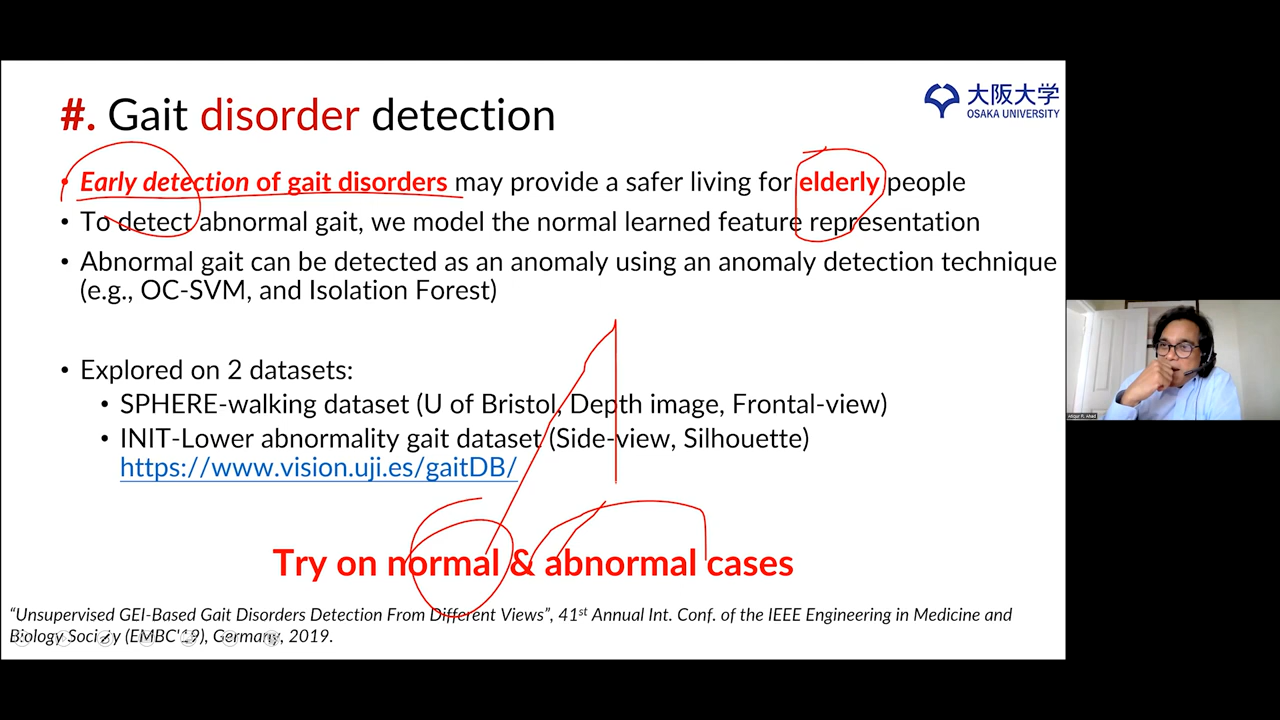 #. Gait disorder detection
大阪大学
OSAKA UNIVERSITY
• Early detection of gait disorders may provide a safer living for elderly people
• To detect abnormal gait, we model the normal learned feature representation
• Abnormal gait can be detected as an anomaly using an anomaly detection technique
(e.g., OC-SVM, and Isolation Forest)
• Explored on 2 datasets:
• SPHERE-walking dataset (U of Bristol, Depth image, Frontal-view)
• INIT-Lower abnormality gait dataset (Side-view, Silhouette)
https://www.vision.uji.es/gaitDB/
Try on normal & abnormal cases
"Unsupervised GEI-Based Gait Disorders Detection From Different Views", 41st Annual Int. Conf. of the IEEE Engineering in Medicine and
Biology Society (EMBC'19), Germany, 2019.
Atiqur R. Ahad